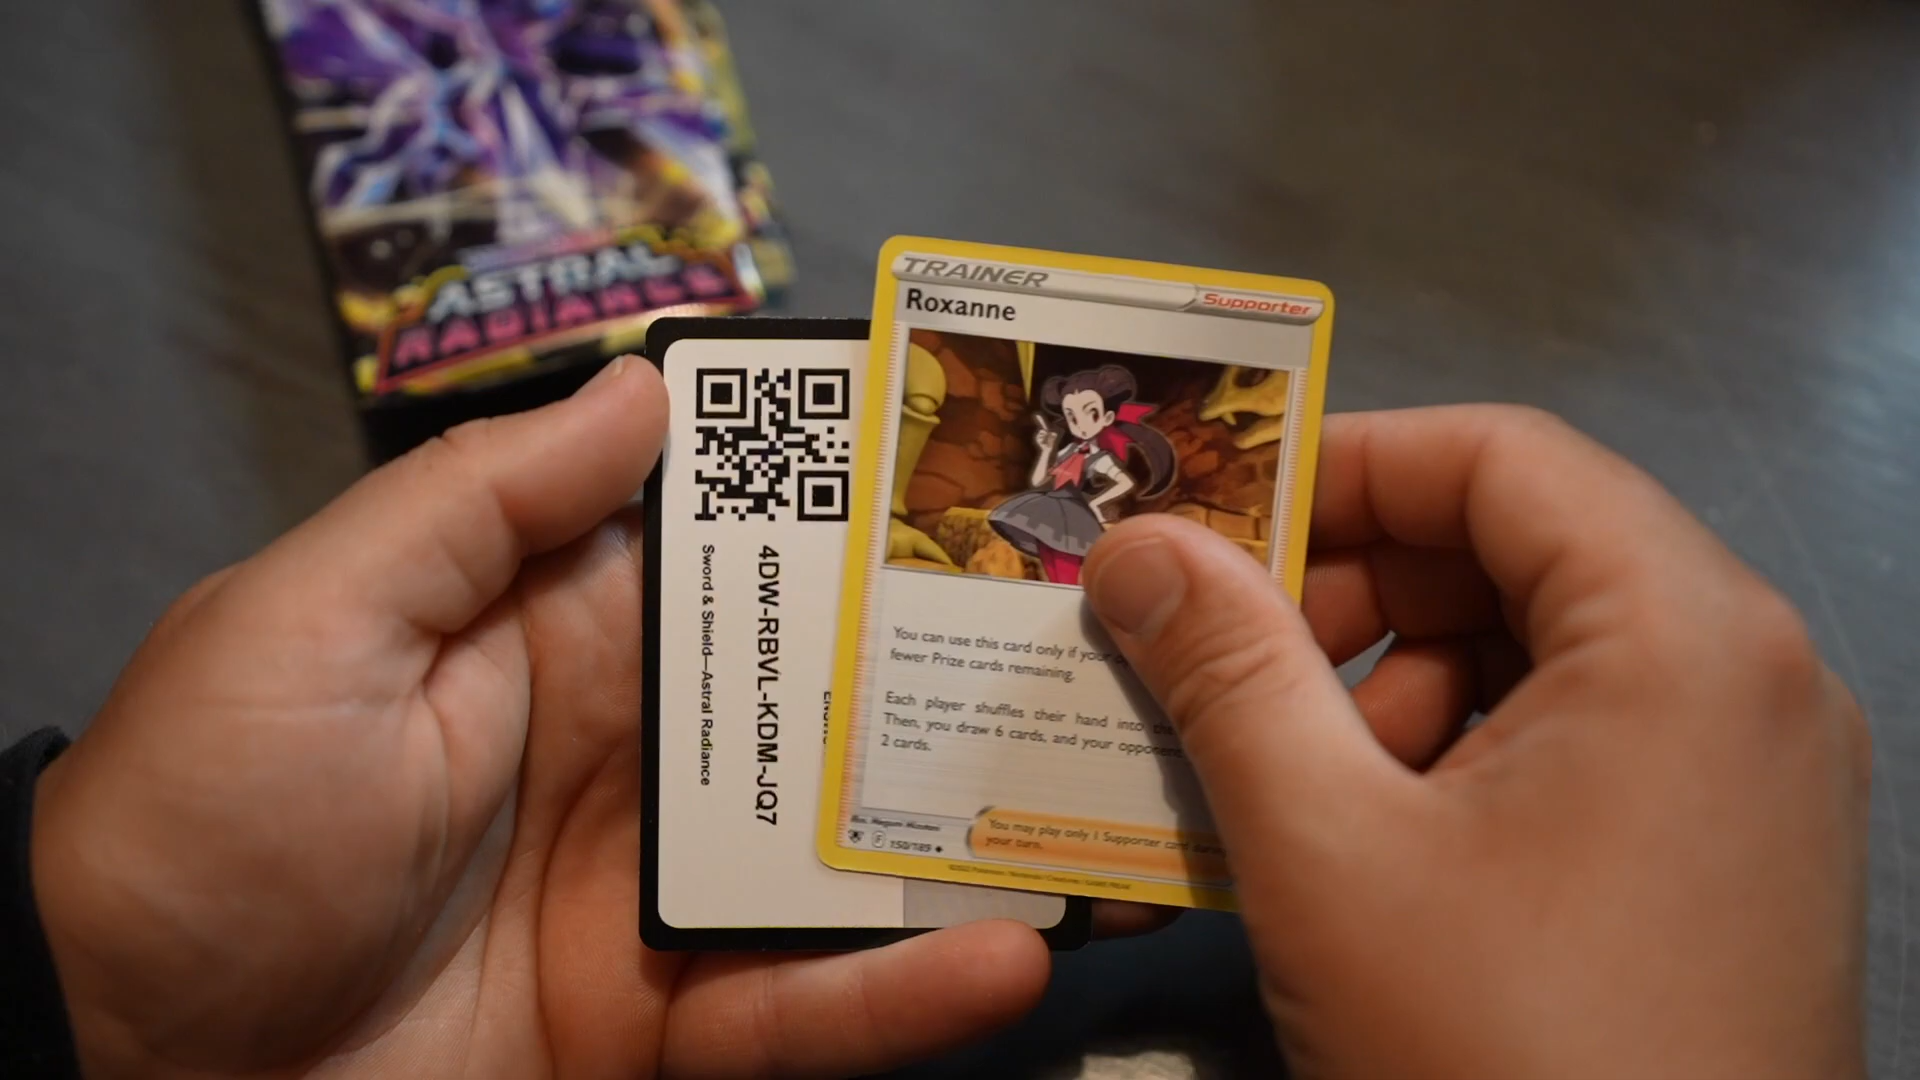 ASTRAL
RADIANCE
TRAINER
Supporter
Roxanne
4DW-RBVL-KDM-JQ7
Sword & Shield—Astral Radiance
You can use this card only if your
fewer Prize cards remaining.
Each player shuffles their hand into
Then, you draw 6 cards, and your opponent
2 cards.
You may play only 1 Supporter card during
your turn.
150/189